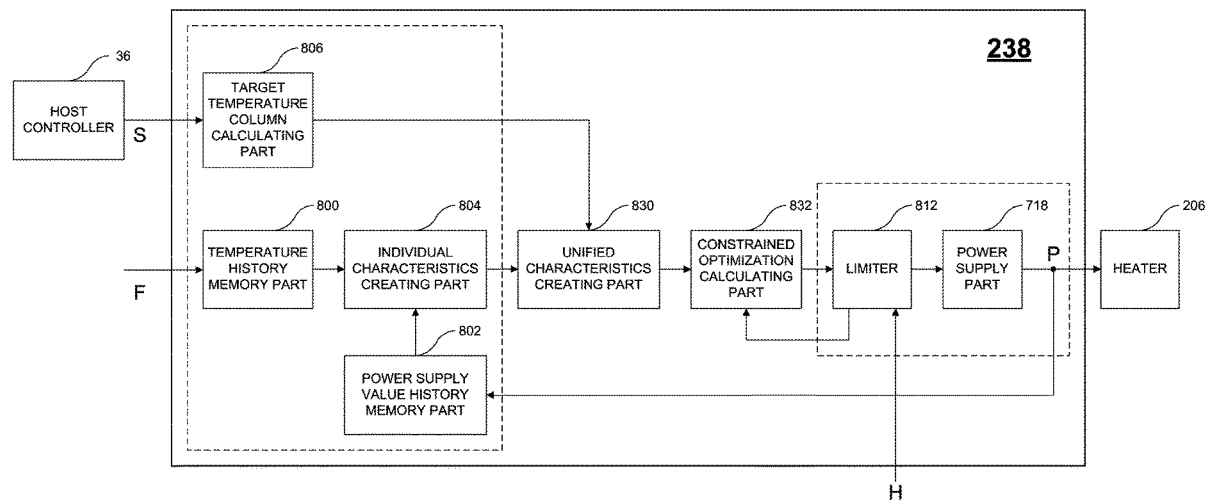 238
36
HOST
CONTROLLER
S
806
TARGET
TEMPERATURE
COLUMN
CALCULATING
PART
800
TEMPERATURE
HISTORY
MEMORY PART
F
804
INDIVIDUAL
CHARACTERISTICS
CREATING PART
830
UNIFIED
CHARACTERISTICS
CREATING PART
832
CONSTRAINED
OPTIMIZATION
CALCULATING
PART
812
LIMITER
718
POWER
SUPPLY
PART
P
206
HEATER
802
POWER SUPPLY
VALUE HISTORY
MEMORY PART
H